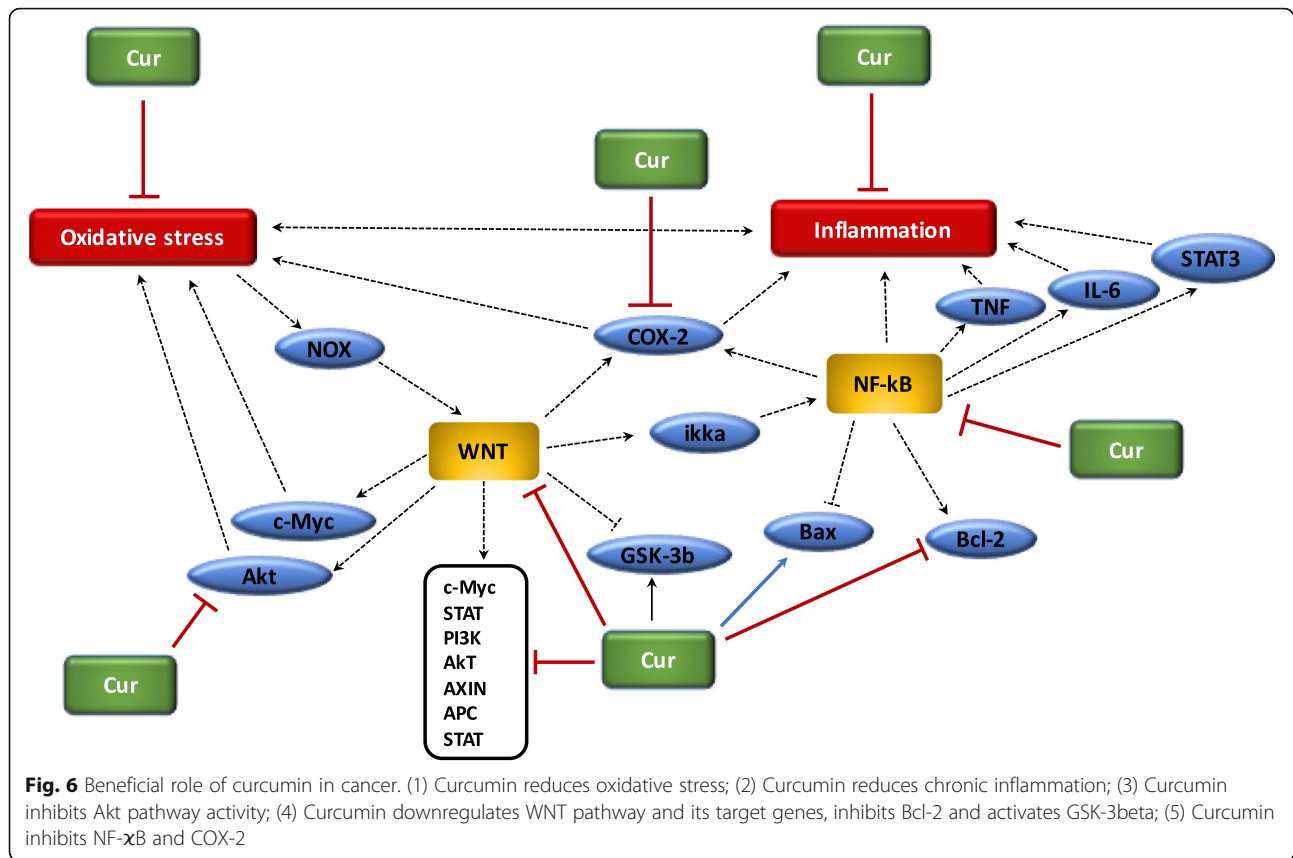 Cur
Cur
Cur
Oxidative stress
Inflammation
STAT3
IL-6
TNF
NOX
COX-2
NF-kB
ikka
WNT
Cur
c-Myc
Bax
Bcl-2
GSK-3b
Akt
c-Myc
STAT
PI3K
AkT
AXIN
APC
STAT
Cur
Cur
Fig. 6 Beneficial role of curcumin in cancer. (1) Curcumin reduces oxidative stress; (2) Curcumin reduces chronic inflammation; (3) Curcumin
inhibits Akt pathway activity; (4) Curcumin downregulates WNT pathway and its target genes, inhibits Bcl-2 and activates GSK-3beta; (5) Curcumin
inhibits NF-ϰB and COX-2